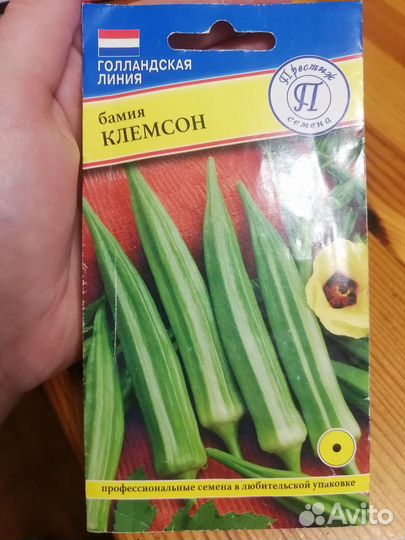 ГОЛЛАНДСКАЯ
ЛИНИЯ
бамия
КЛЕМСОН
Престиж
П
семена
профессиональные семена в любительской упаковке
Avito